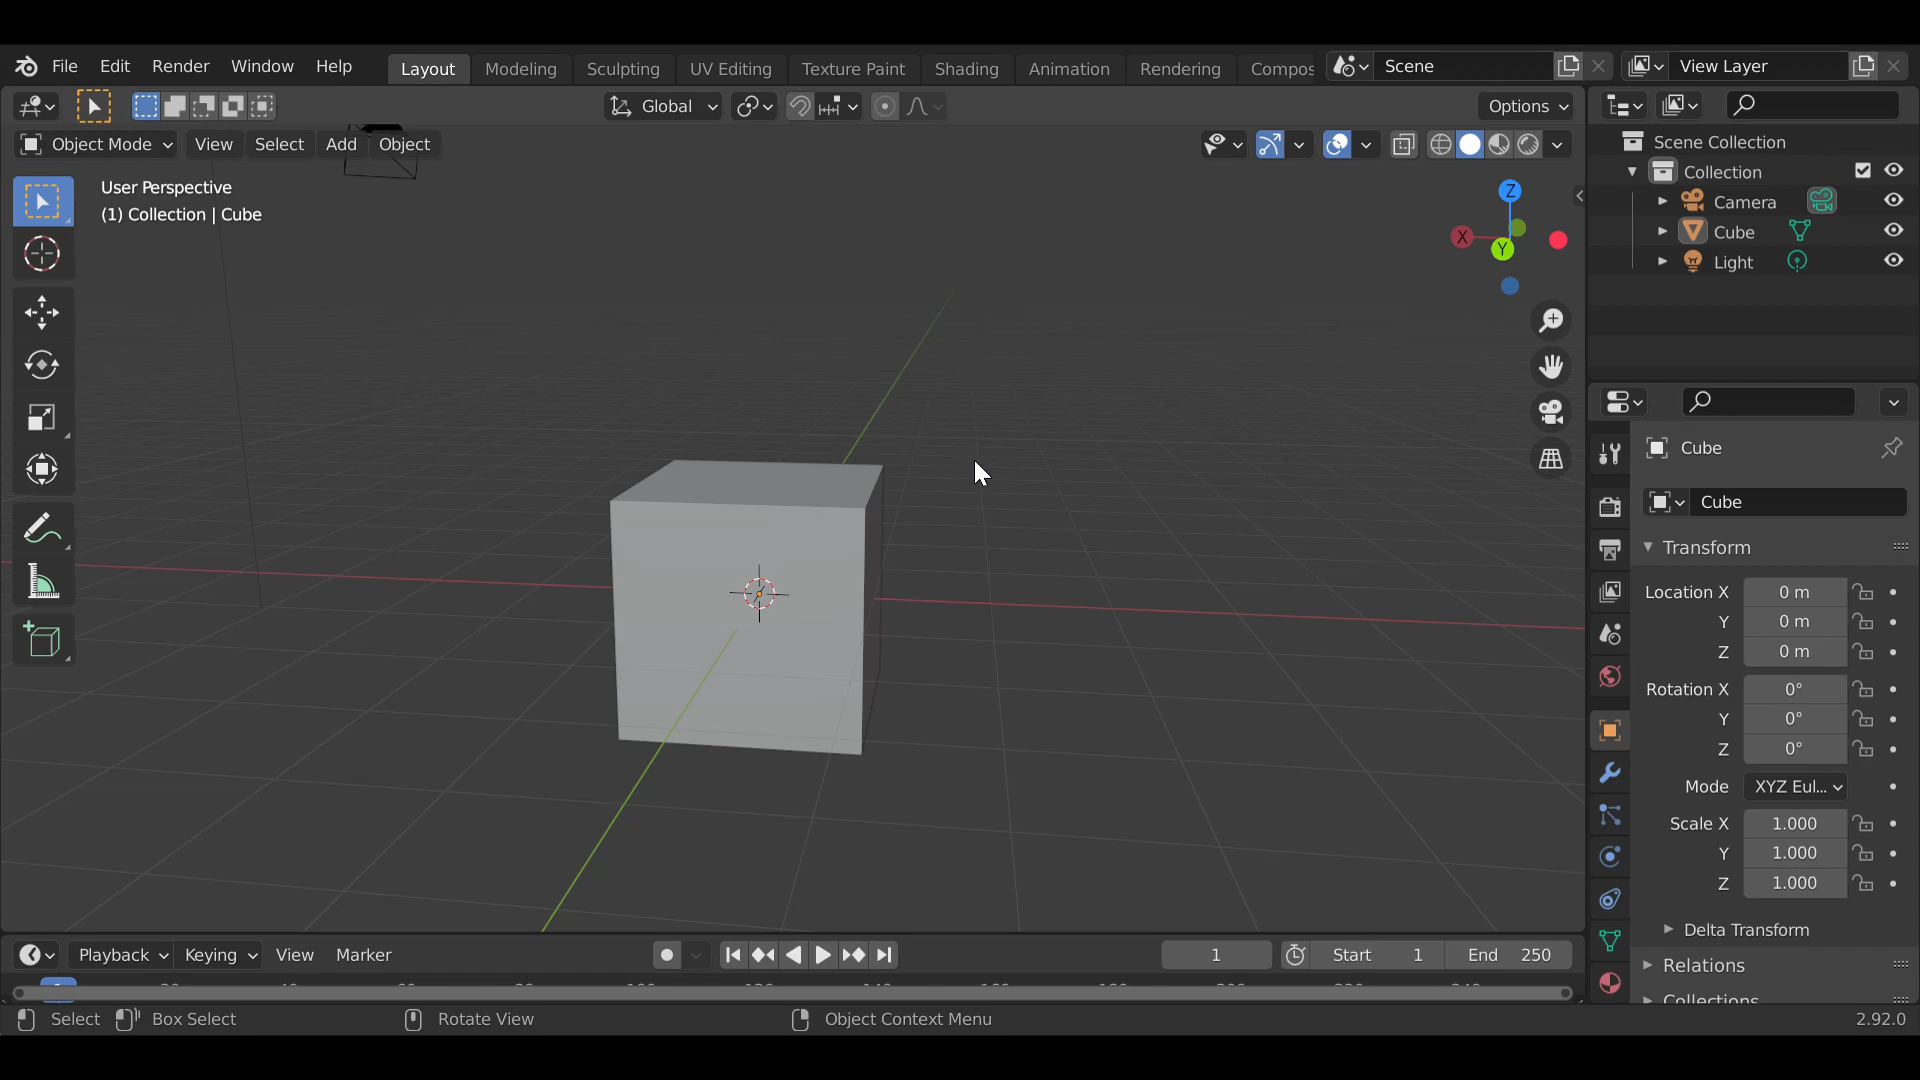 File Edit Render Window Help Layout Modeling Sculpting UV Editing Texture Paint Shading Animation Rendering Compos Scene View Layer
Global Options
Object Mode View Select Add Object
User Perspective
(1) Collection | Cube
Z
X
Y
Scene Collection
Collection
Camera
Cube
Light
Cube
Cube
Transform
Location X 0 m
Y 0 m
Z 0 m
Rotation X 0°
Y 0°
Z 0°
Mode XYZ Eul...
Scale X 1.000
Y 1.000
Z 1.000
Delta Transform
Relations
Collections
Playback Keying View Marker 1 Start 1 End 250
Select Box Select Rotate View Object Context Menu 2.92.0